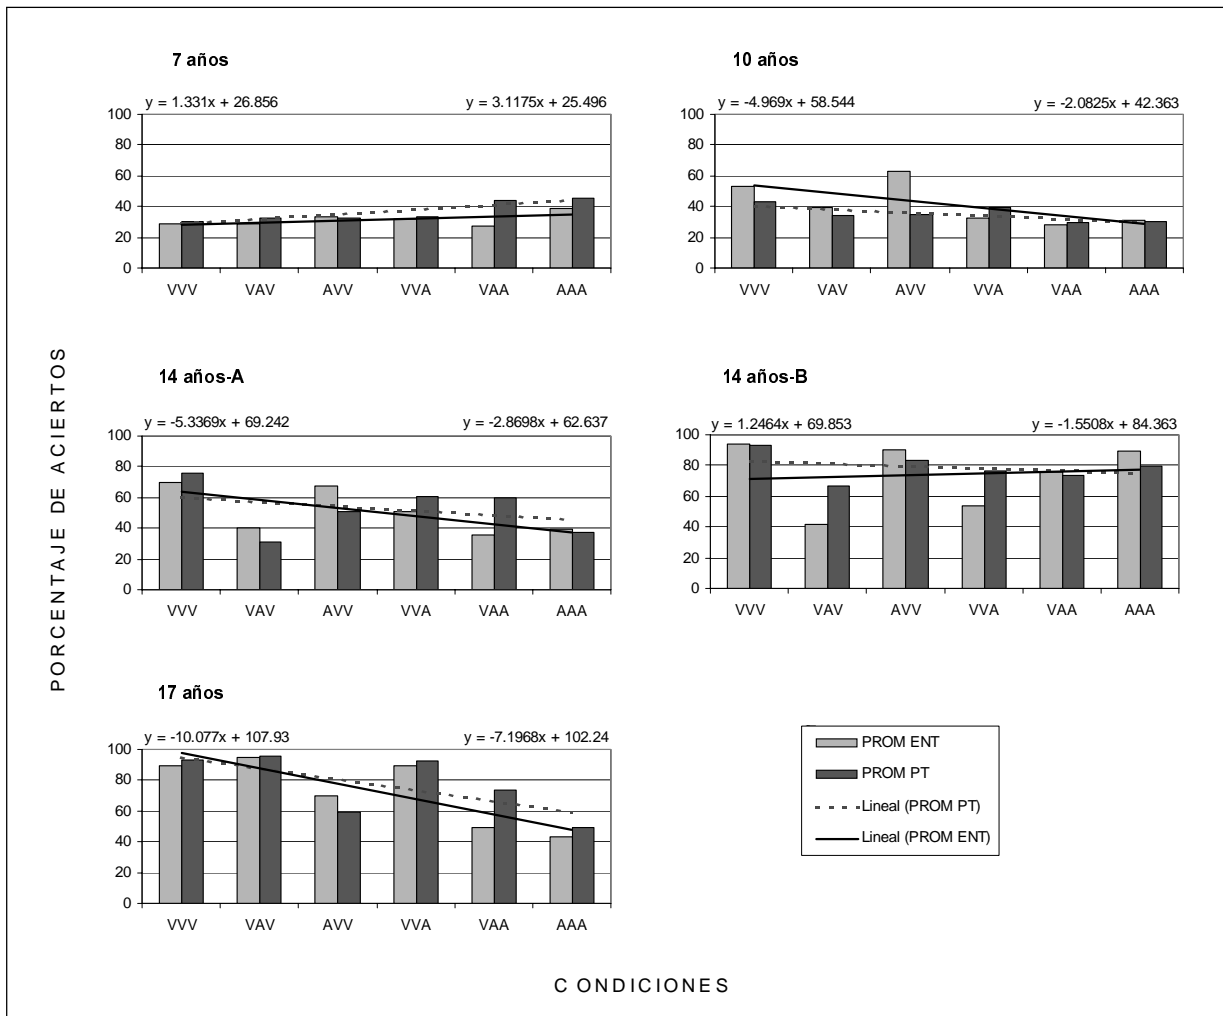 7 años
y = 1.331x + 26.856 y = 3.1175x + 25.496
100
80
60
40
20
0
VVV VAV AVV VVA VAA AAA
10 años
y = -4.969x + 58.544 y = -2.0825x + 42.363
100
80
60
40
20
0
VVV VAV AVV VVA VAA AAA
PORCENTAJE DE ACIERTOS
14 años-A
y = -5.3369x + 69.242 y = -2.8698x + 62.637
100
80
60
40
20
0
VVV VAV AVV VVA VAA AAA
14 años-B
y = 1.2464x + 69.853 y = -1.5508x + 84.363
100
80
60
40
20
0
VVV VAV AVV VVA VAA AAA
17 años
y = -10.077x + 107.93 y = -7.1968x + 102.24
100
80
60
40
20
0
VVV VAV AVV VVA VAA AAA
PROM ENT
PROM PT
Lineal (PROM PT)
Lineal (PROM ENT)
CONDICIONES